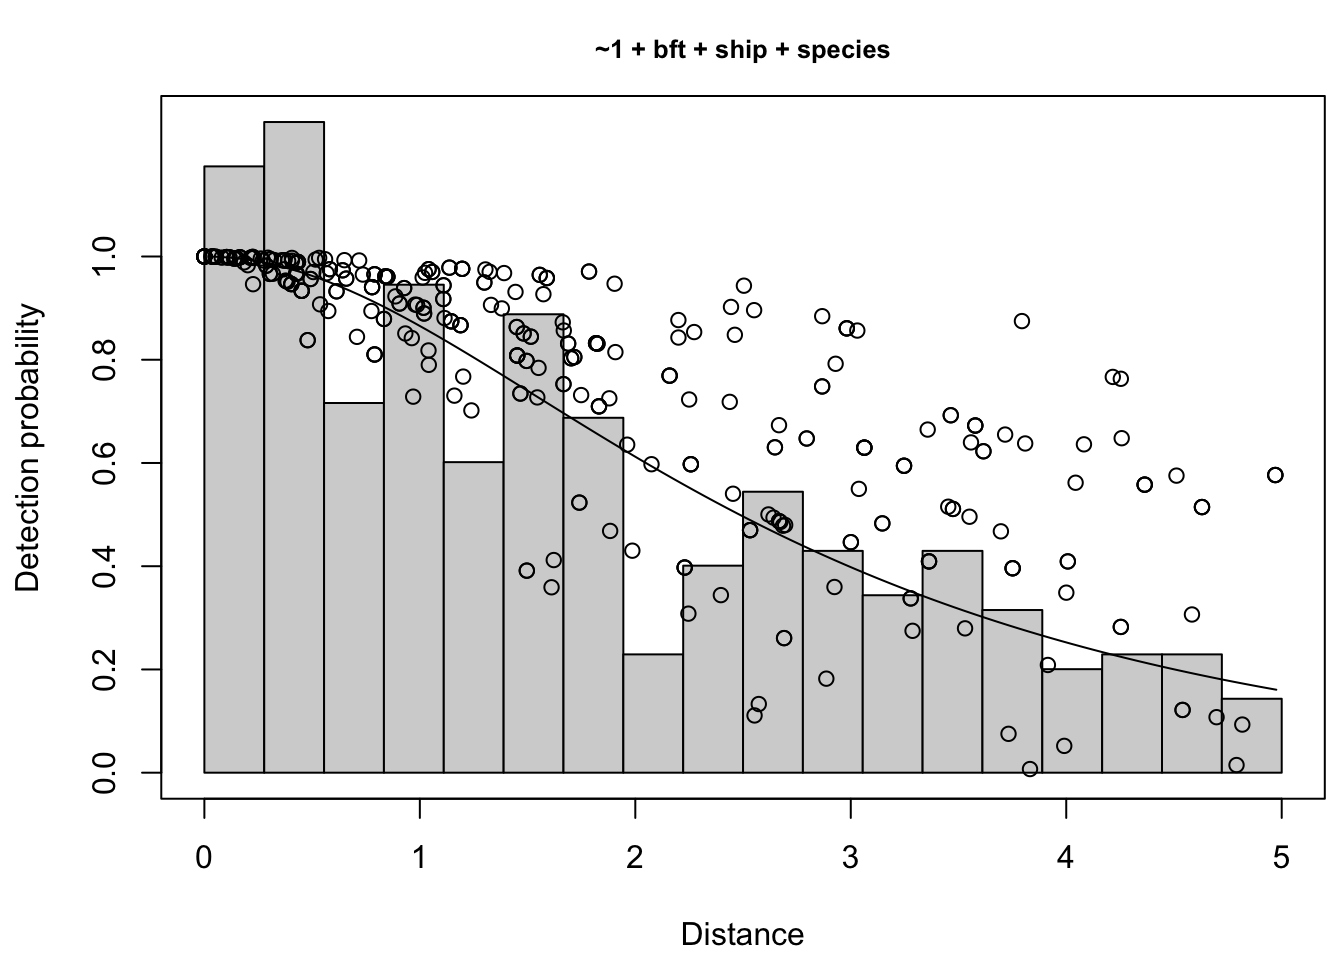 ~1 + bft + ship + species
Detection probability
1.0
0.8
0.6
0.4
0.2
0.0
0 1 2 3 4 5
Distance